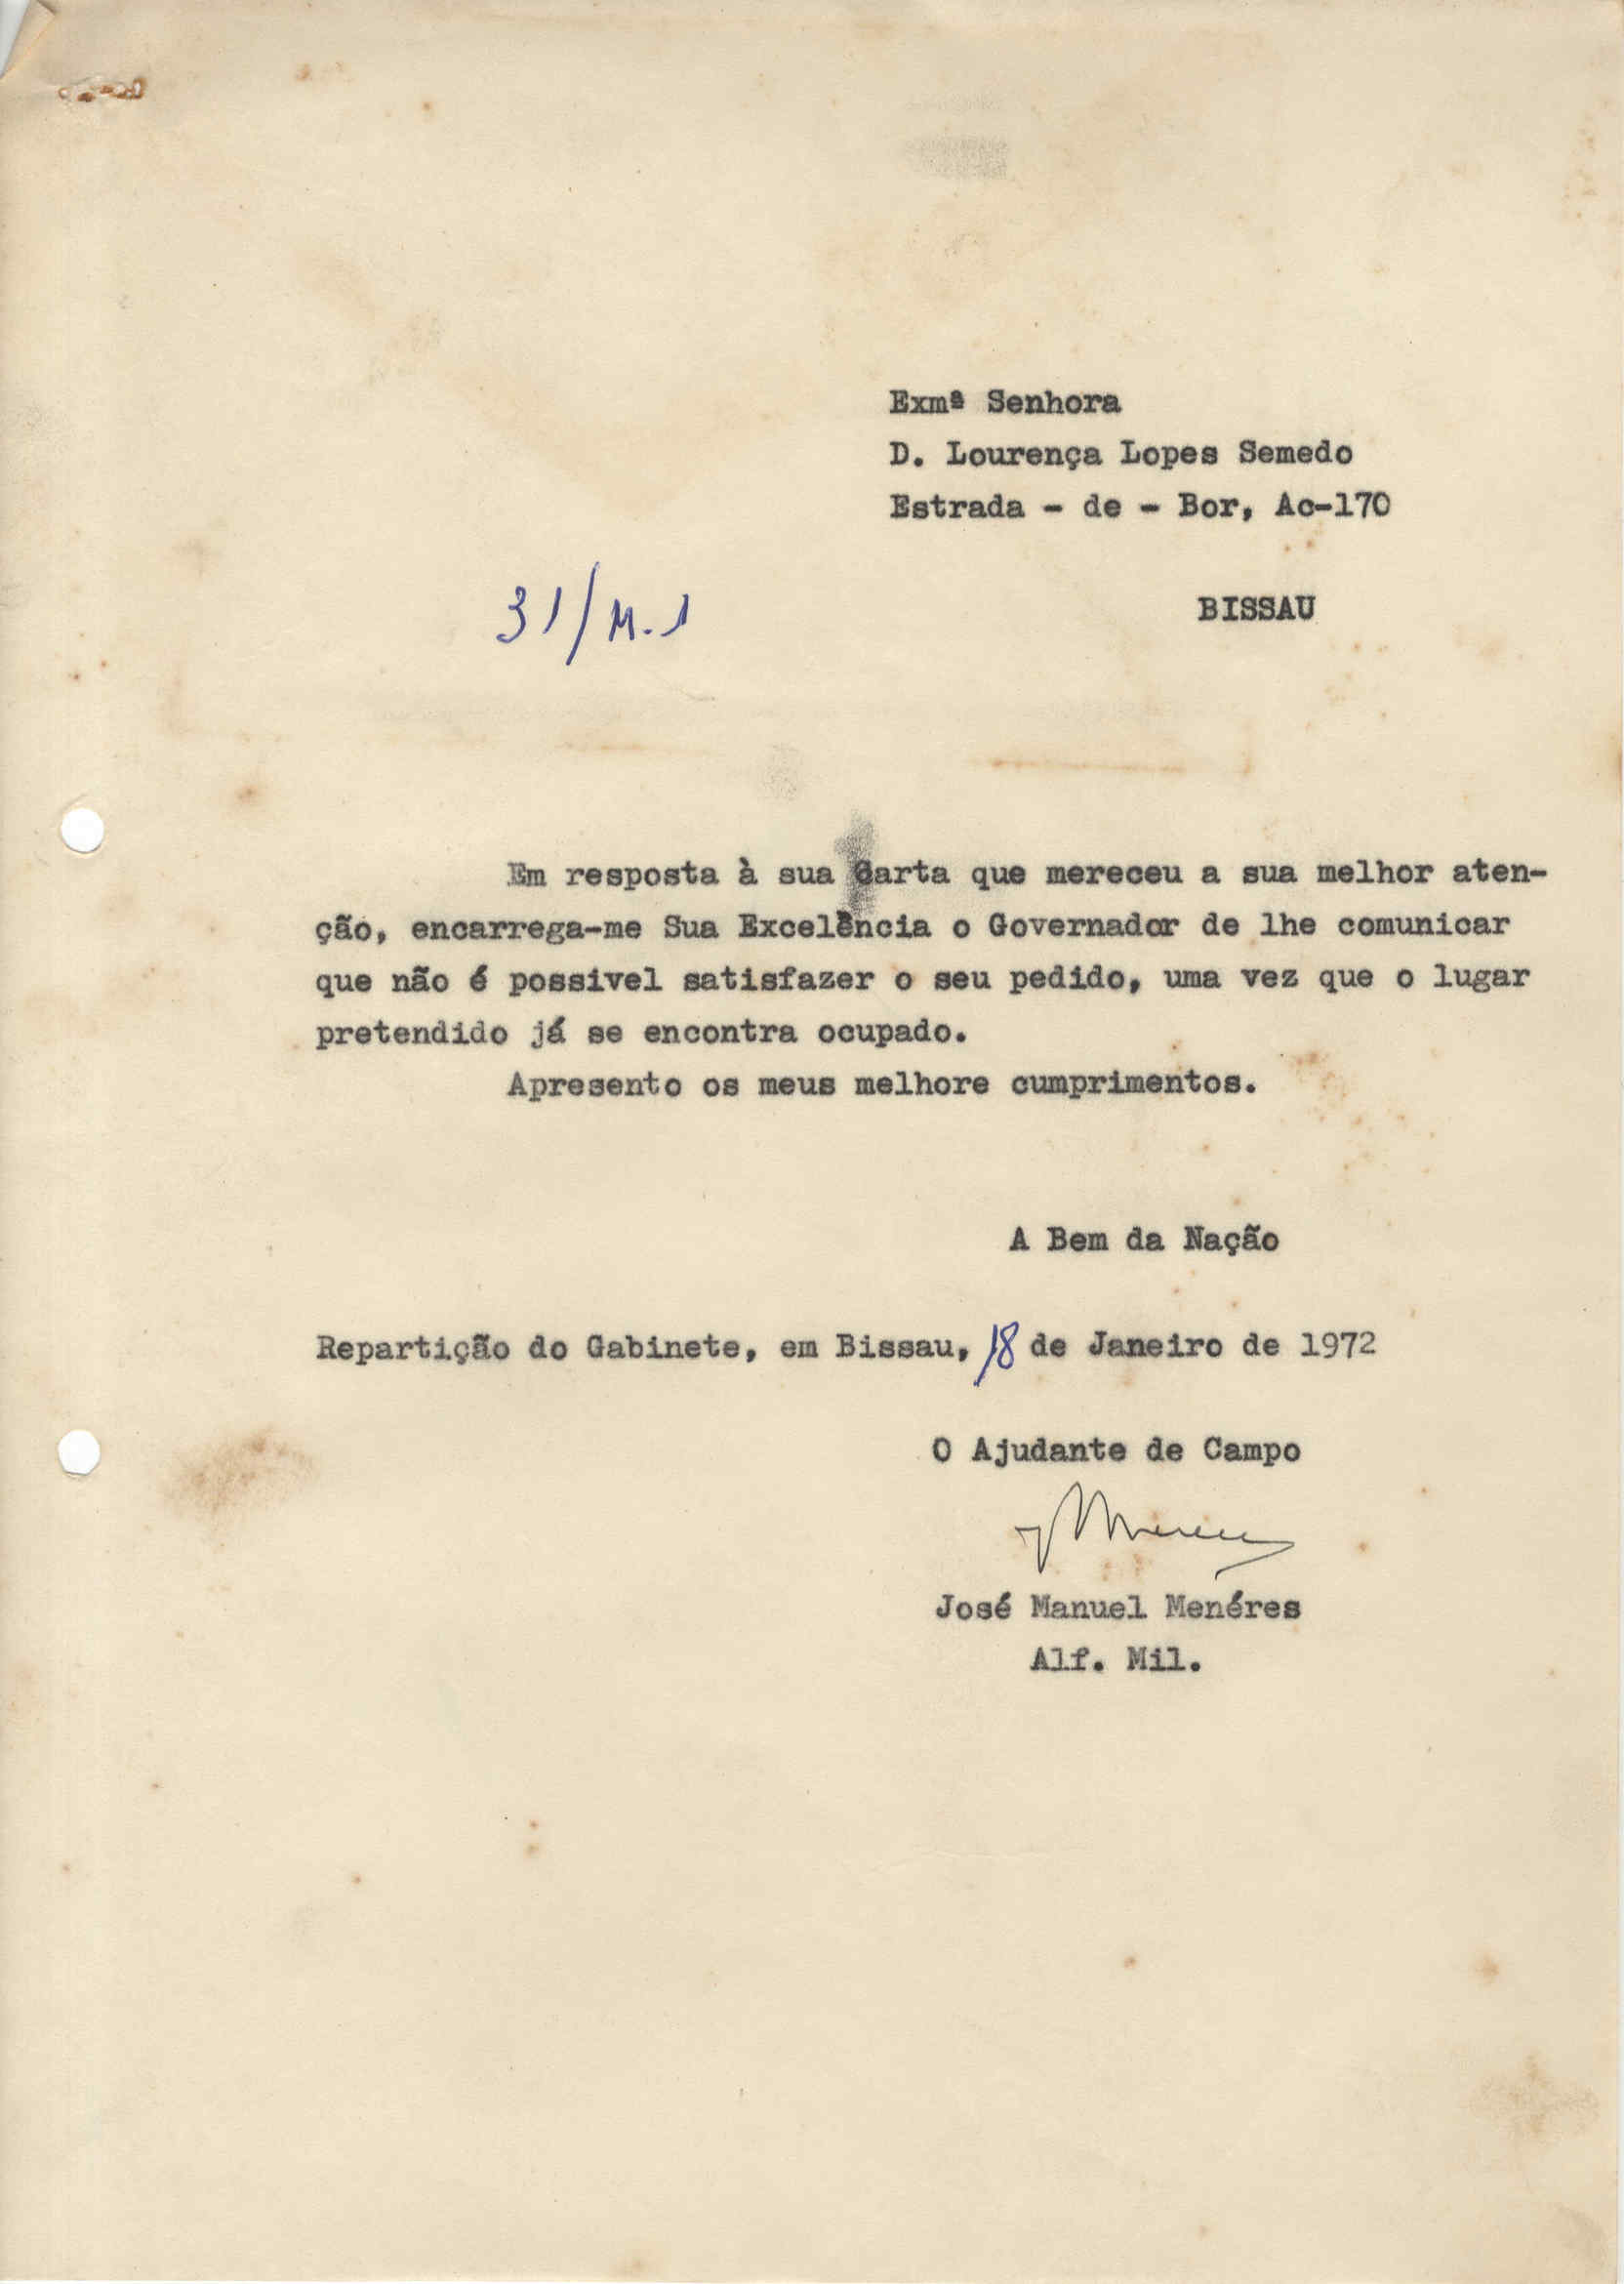 Exmª Senhora
D. Lourença Lopes Semedo
Estrada - de - Bor, Ac-170
BISSAU
31/M.1
Em resposta à sua Carta que mereceu a sua melhor aten-
ção, encarrega-me Sua Excelência o Governador de lhe comunicar
que não é possivel satisfazer o seu pedido, uma vez que o lugar
pretendido já se encontra ocupado.
Apresento os meus melhore cumprimentos.
A Bem da Nação
Repartição do Gabinete, em Bissau, 18 de Janeiro de 1972
O Ajudante de Campo
José Manuel Menéres
Alf. Mil.